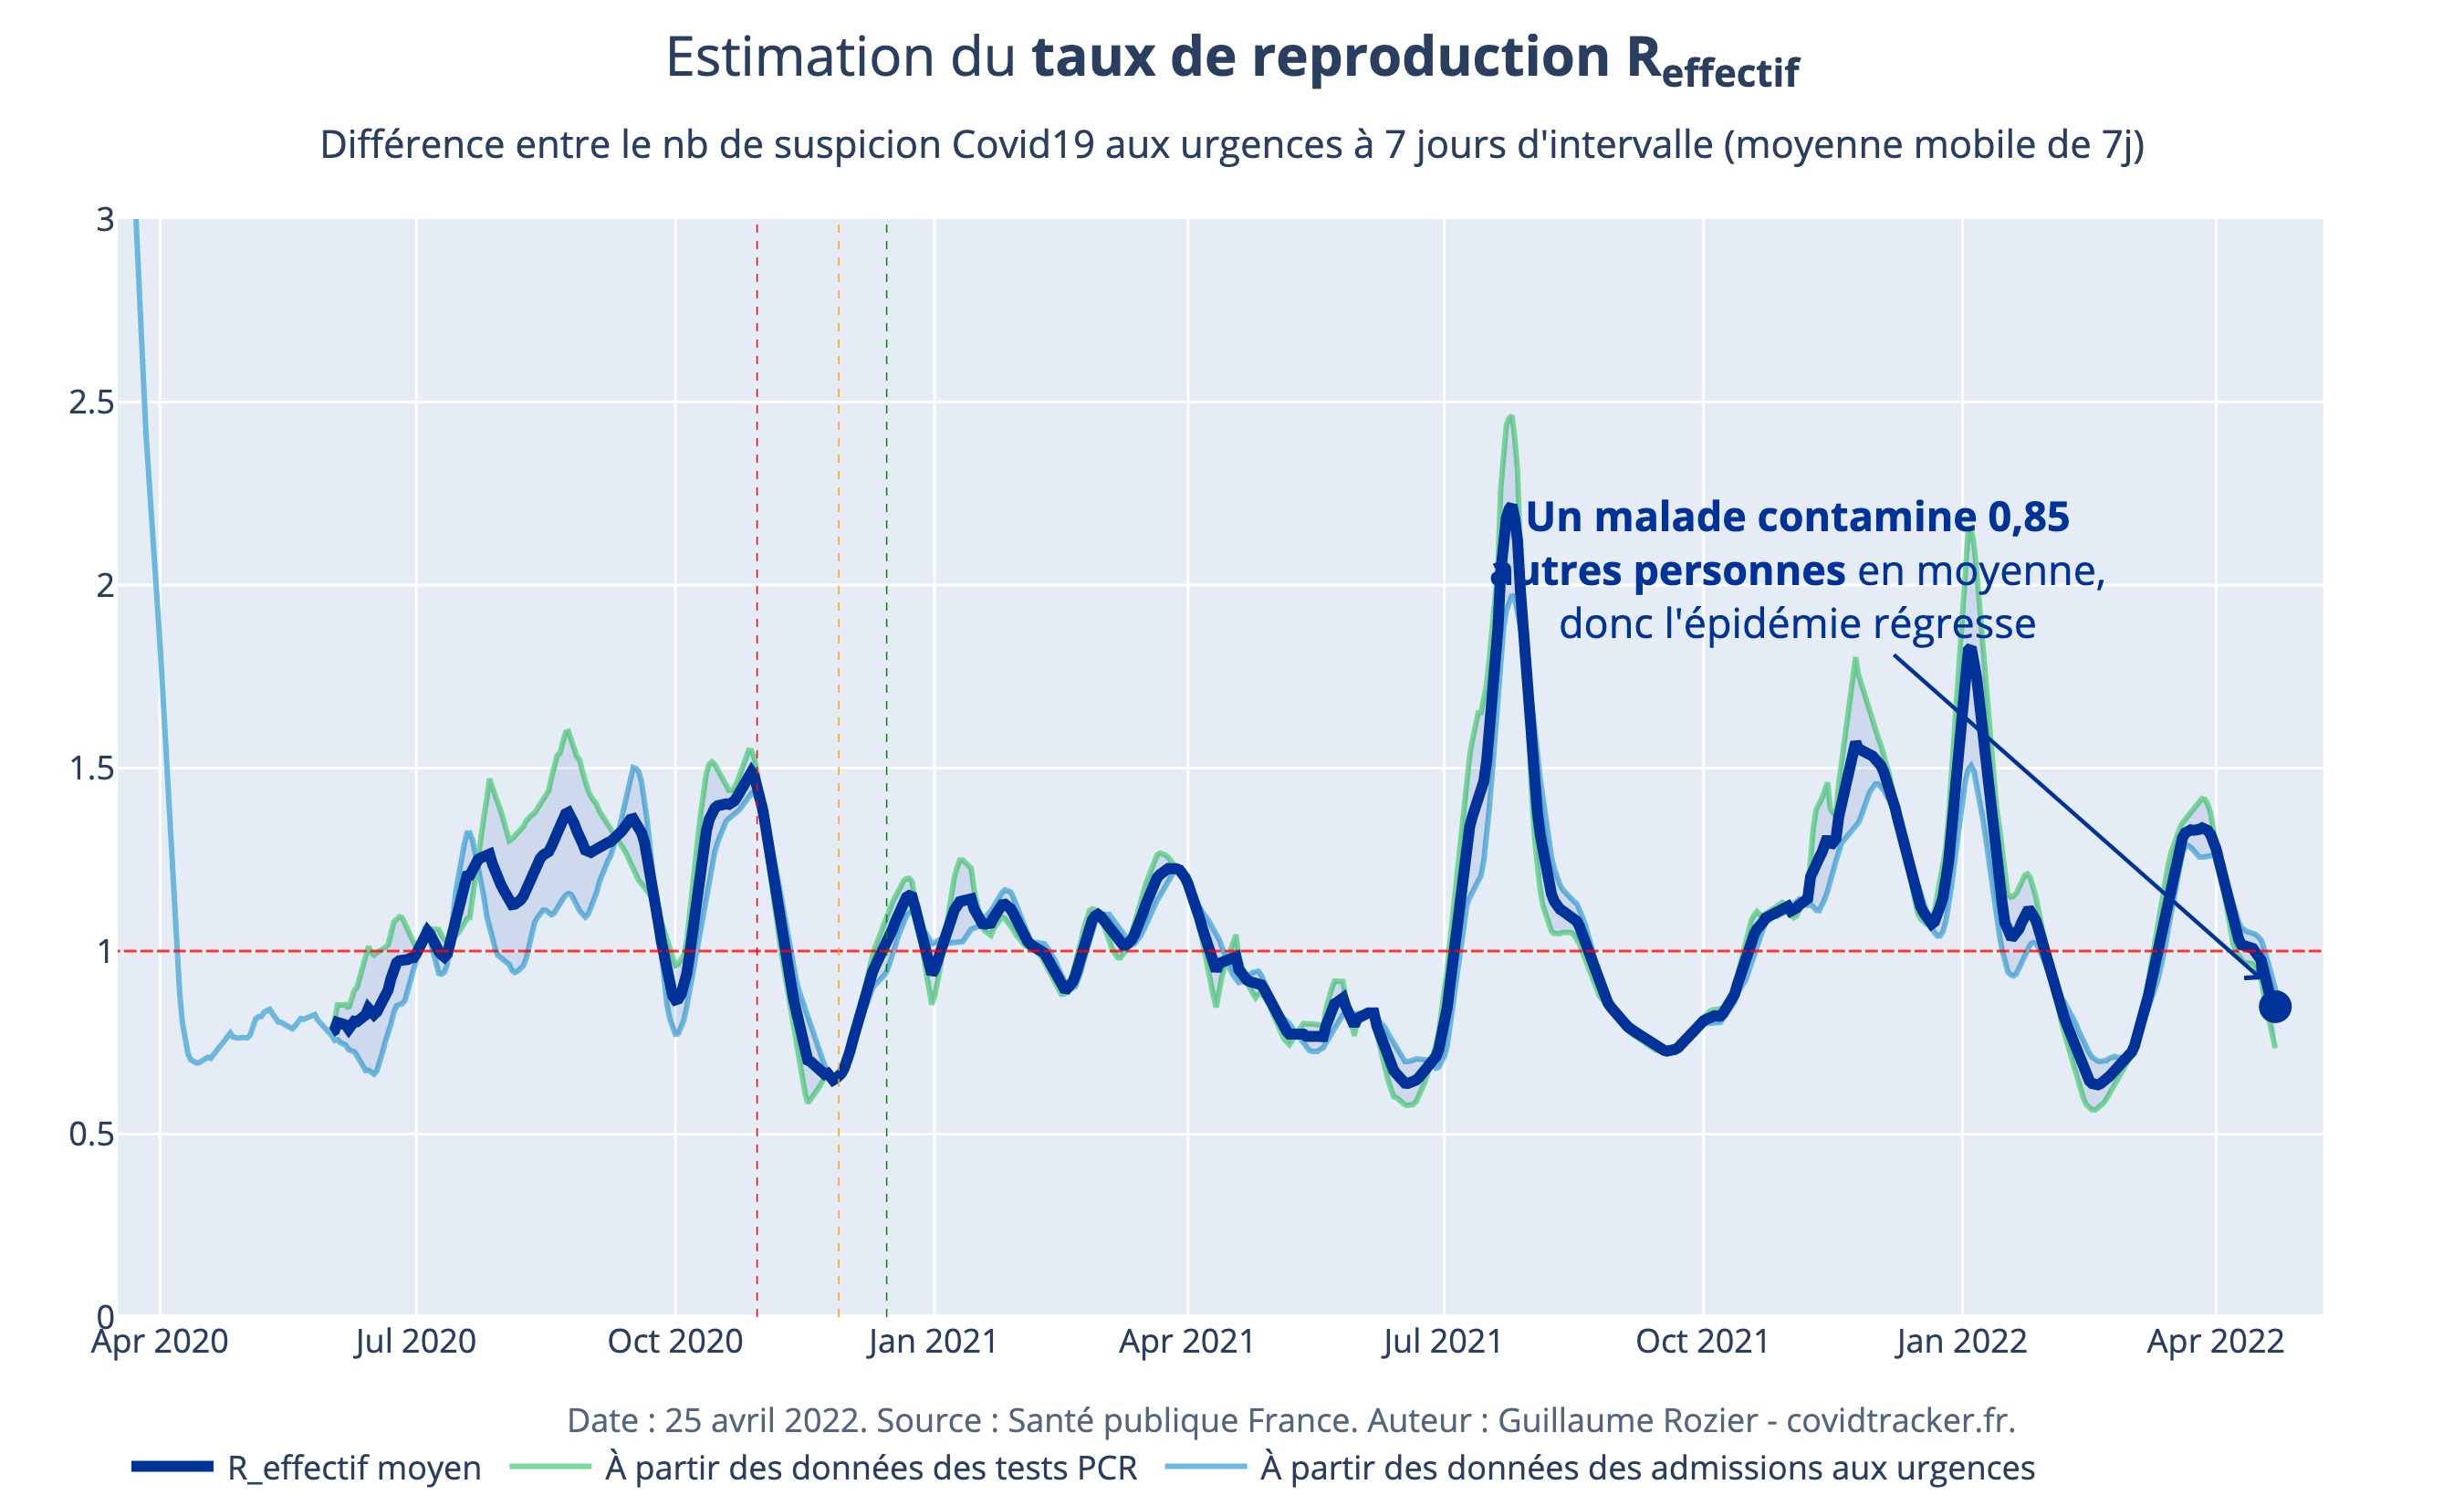 Estimation du taux de reproduction Reffectif
Différence entre le nb de suspicion Covid19 aux urgences à 7 jours d'intervalle (moyenne mobile de 7j)
3
2.5
2
1.5
1
0.5
0
Un malade contamine 0,85
autres personnes en moyenne,
donc l'épidémie régresse
Apr 2020 Jul 2020 Oct 2020 Jan 2021 Apr 2021 Jul 2021 Oct 2021 Jan 2022 Apr 2022
Date : 25 avril 2022. Source : Santé publique France. Auteur : Guillaume Rozier - covidtracker.fr.
R_effectif moyen À partir des données des tests PCR À partir des données des admissions aux urgences